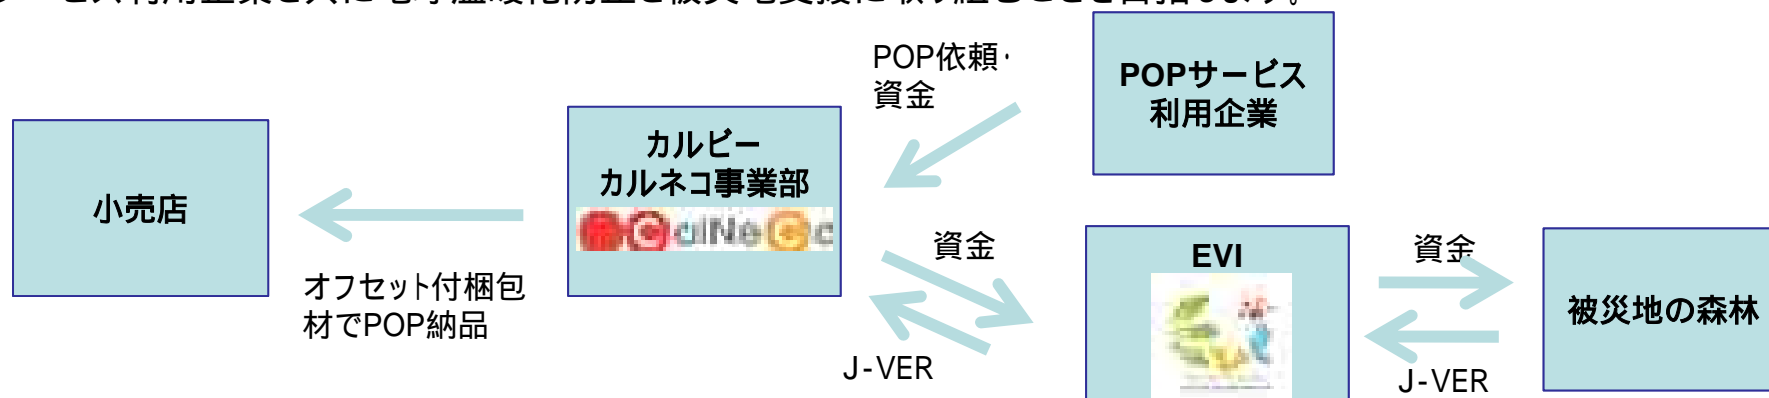 POP依頼・
資金
POPサービス
利用企業
小売店
カルビー
カルネコ事業部
オフセット付梱包
材でPOP納品
資金
J-VER
EVI
資金
J-VER
被災地の森林